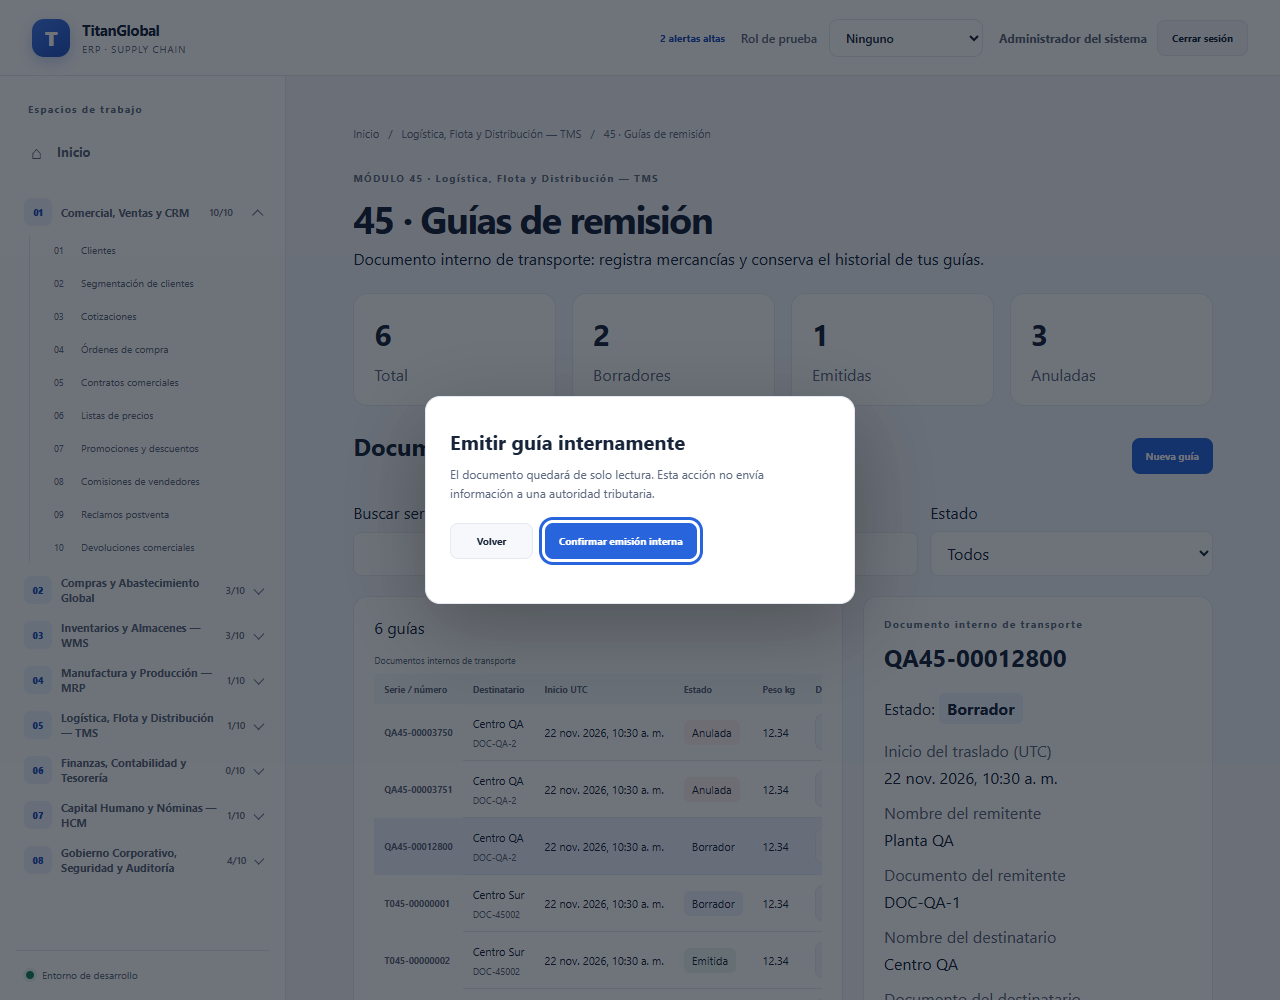 T
TitanGlobal
ERP · SUPPLY CHAIN
2 alertas altas
Rol de prueba
Ninguno
Administrador del sistema
Cerrar sesión
Espacios de trabajo
Inicio
01 Comercial, Ventas y CRM 10/10
01 Clientes
02 Segmentación de clientes
03 Cotizaciones
04 Órdenes de compra
05 Contratos comerciales
06 Listas de precios
07 Promociones y descuentos
08 Comisiones de vendedores
09 Reclamos postventa
10 Devoluciones comerciales
02 Compras y Abastecimiento Global 3/10
03 Inventarios y Almacenes — WMS 3/10
04 Manufactura y Producción — MRP 1/10
05 Logística, Flota y Distribución — TMS 1/10
06 Finanzas, Contabilidad y Tesorería 0/10
07 Capital Humano y Nóminas — HCM 1/10
08 Gobierno Corporativo, Seguridad y Auditoría 4/10
Entorno de desarrollo
Inicio / Logística, Flota y Distribución — TMS / 45 · Guías de remisión
MÓDULO 45 · Logística, Flota y Distribución — TMS
45 · Guías de remisión
Documento interno de transporte: registra mercancías y conserva el historial de tus guías.
6
Total
2
Borradores
1
Emitidas
3
Anuladas
Docum
Nueva guía
Buscar ser
Estado
Todos
Emitir guía internamente
El documento quedará de solo lectura. Esta acción no envía
información a una autoridad tributaria.
Volver
Confirmar emisión interna
6 guías
Documentos internos de transporte
Serie / número Destinatario Inicio UTC Estado Peso kg D
QA45-00003750 Centro QA DOC-QA-2 22 nov. 2026, 10:30 a. m. Anulada 12.34
QA45-00003751 Centro QA DOC-QA-2 22 nov. 2026, 10:30 a. m. Anulada 12.34
QA45-00012800 Centro QA DOC-QA-2 22 nov. 2026, 10:30 a. m. Borrador 12.34
T045-00000001 Centro Sur DOC-45002 22 nov. 2026, 10:30 a. m. Borrador 12.34
T045-00000002 Centro Sur DOC-45002 22 nov. 2026, 10:30 a. m. Emitida 12.34
Documento interno de transporte
QA45-00012800
Estado: Borrador
Inicio del traslado (UTC)
22 nov. 2026, 10:30 a. m.
Nombre del remitente
Planta QA
Documento del remitente
DOC-QA-1
Nombre del destinatario
Centro QA
Documento del destinatario